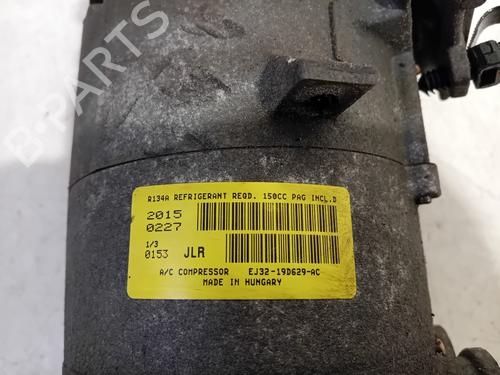 R134A REFRIGERANT REQD. 150CC PAG INCL.D
2015
0227
1/3
0153 JLR
A/C COMPRESSOR EJ32-19D629-AC
MADE IN HUNGARY
B-PARTS